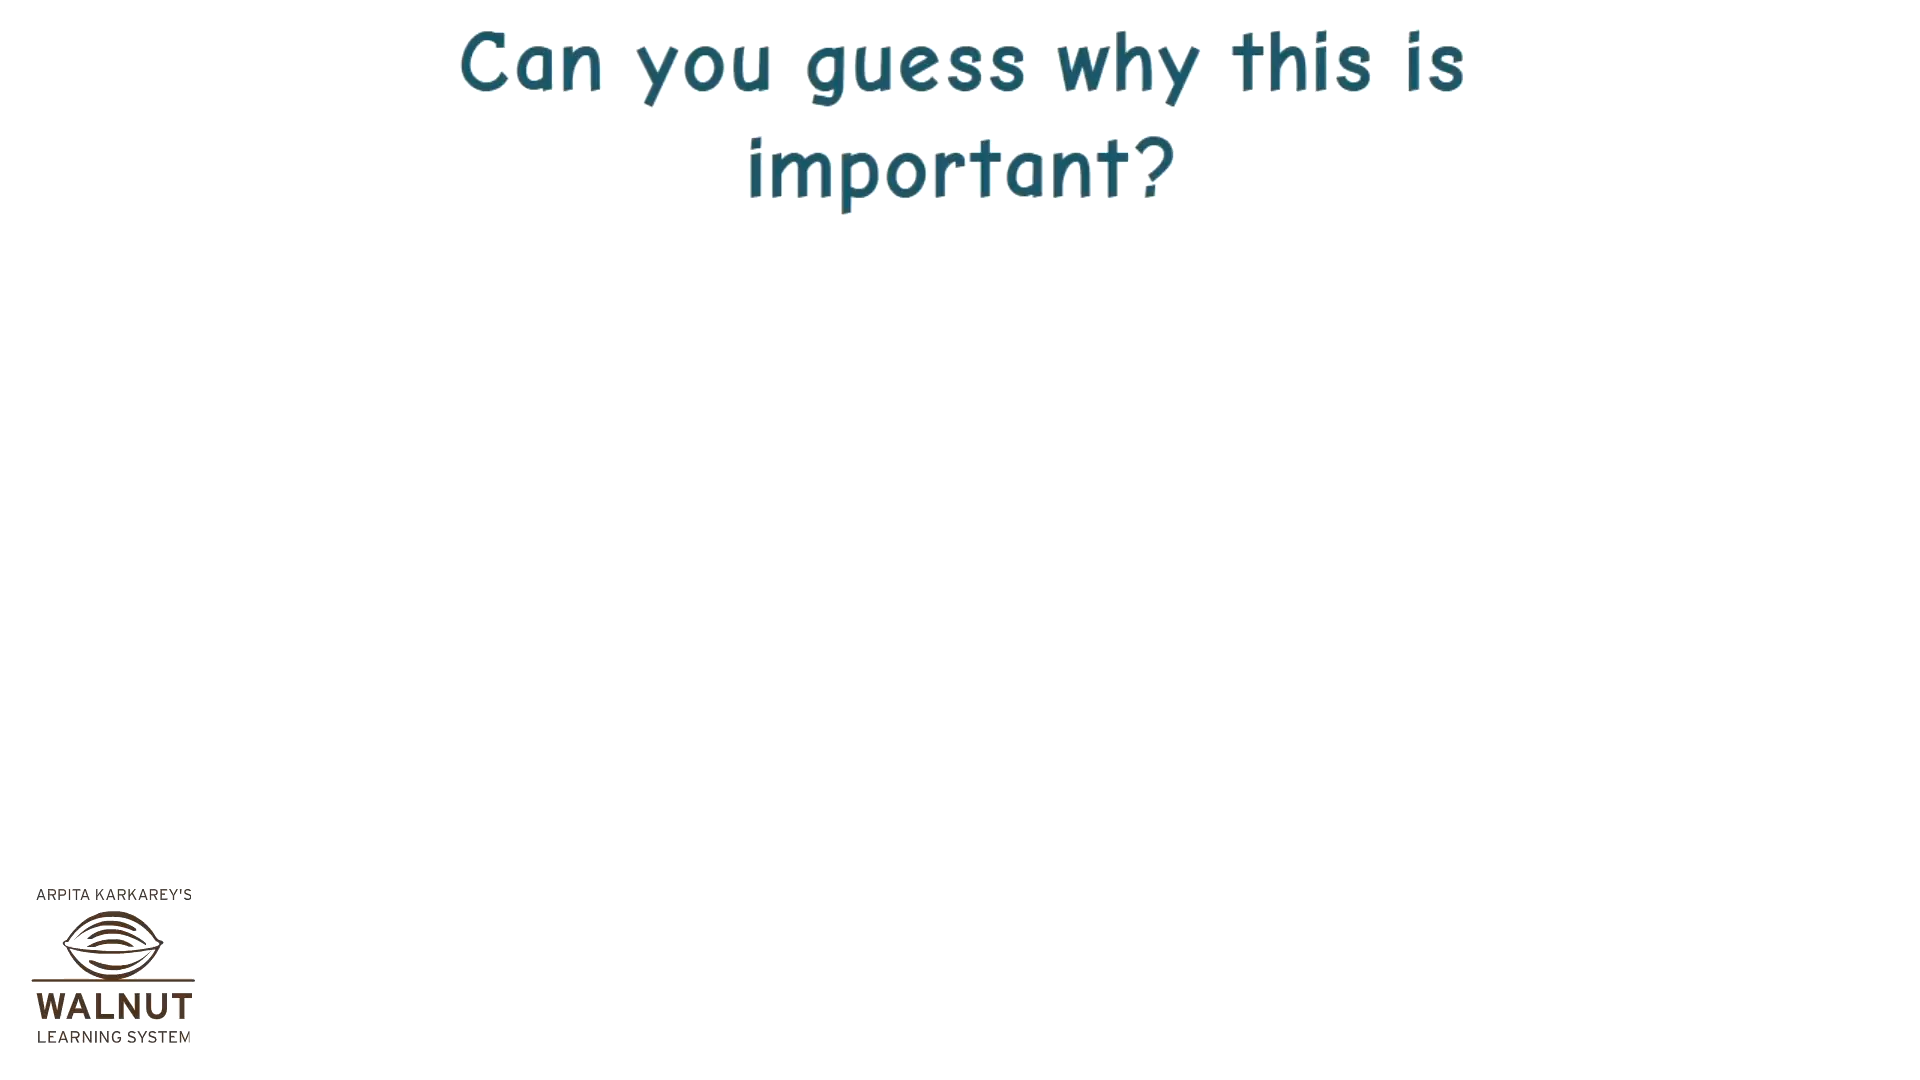 Can you guess why this is
important?
ARPITA KARKAREY'S
WALNUT
LEARNING SYSTEM